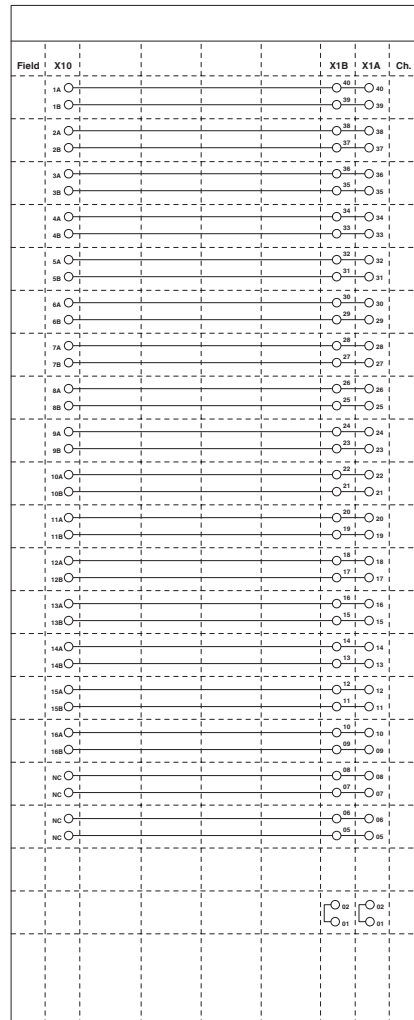 Field X10 X1B X1A Ch.
1A 40 40
1B 39 39
2A 38 38
2B 37 37
3A 36 36
3B 35 35
4A 34 34
4B 33 33
5A 32 32
5B 31 31
6A 30 30
6B 29 29
7A 28 28
7B 27 27
8A 26 26
8B 25 25
9A 24 24
9B 23 23
10A 22 22
10B 21 21
11A 20 20
11B 19 19
12A 18 18
12B 17 17
13A 16 16
13B 15 15
14A 14 14
14B 13 13
15A 12 12
15B 11 11
16A 10 10
16B 09 09
NC 08 08
NC 07 07
NC 06 06
NC 05 05
02 02
01 01